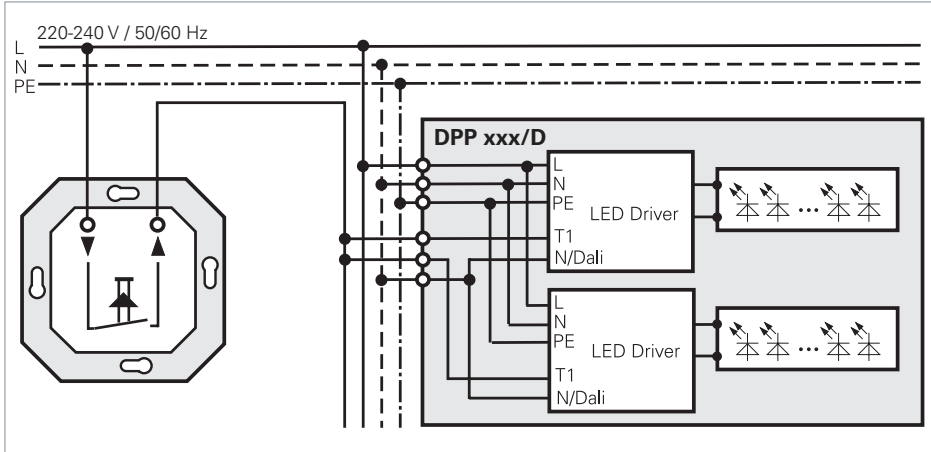 220-240 V / 50/60 Hz
L
N
PE
DPP xxx/D
L
N
PE
T1
N/Dali
LED Driver
...
L
N
PE
T1
N/Dali
LED Driver
...